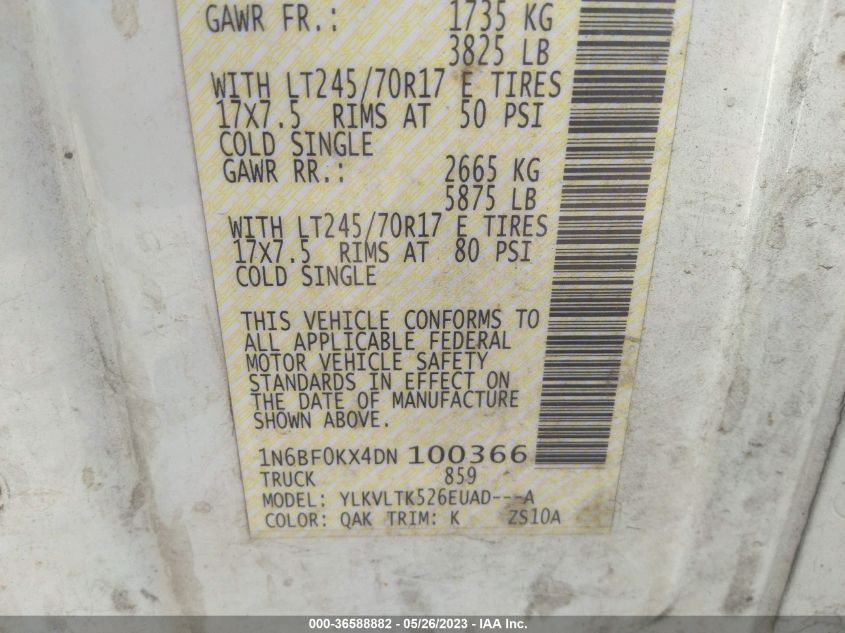 GAWR FR.: 1735 KG
3825 LB
WITH LT245/70R17 E TIRES
17X7.5 RIMS AT 50 PSI
COLD SINGLE
GAWR RR.: 2665 KG
5875 LB
WITH LT245/70R17 E TIRES
17X7.5 RIMS AT 80 PSI
COLD SINGLE
THIS VEHICLE CONFORMS TO
ALL APPLICABLE FEDERAL
MOTOR VEHICLE SAFETY
STANDARDS IN EFFECT ON
THE DATE OF MANUFACTURE
SHOWN ABOVE.
1N6BF0KX4DN 100366
TRUCK 859
MODEL: YLKVLTK526EUAD---A
COLOR: QAK TRIM: K ZS10A
000-36588882 - 05/26/2023 - IAA Inc.